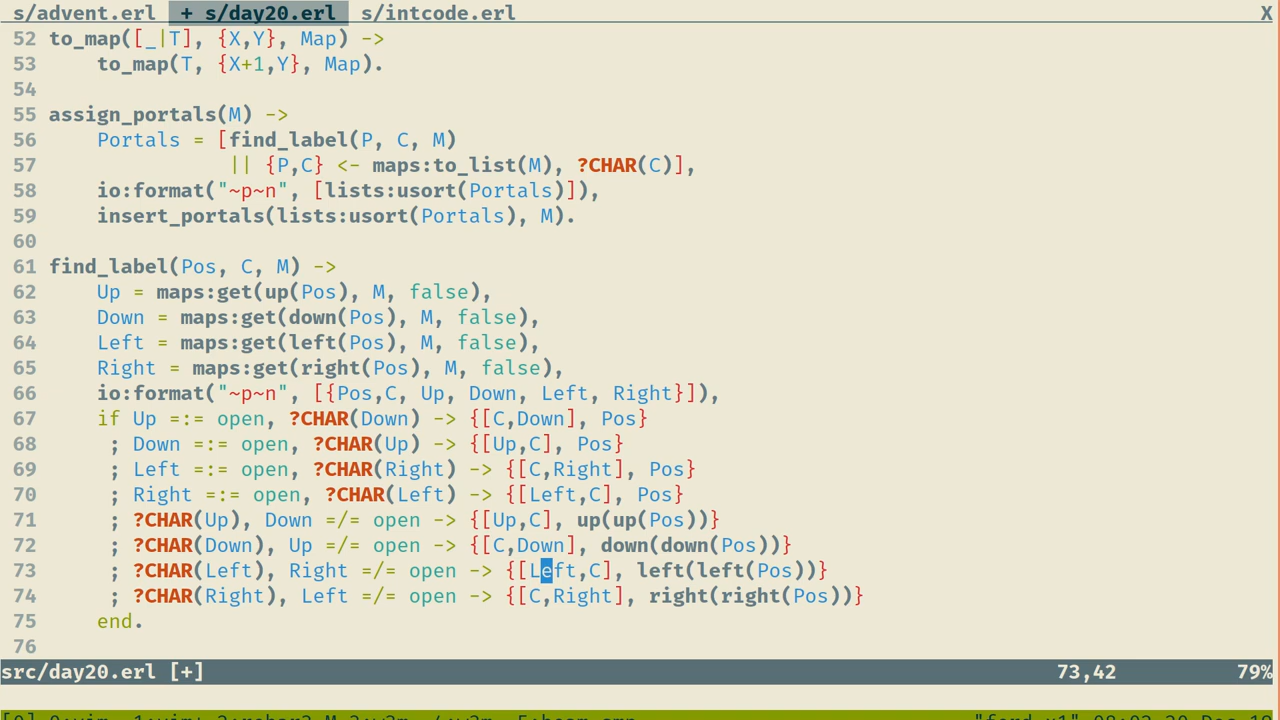 s/advent.erl + s/day20.erl s/intcode.erl X
52 to_map([_|T], {X,Y}, Map) ->
53     to_map(T, {X+1,Y}, Map).
54
55 assign_portals(M) ->
56     Portals = [find_label(P, C, M)
57                || {P,C} <- maps:to_list(M), ?CHAR(C)],
58     io:format("~p~n", [lists:usort(Portals)]),
59     insert_portals(lists:usort(Portals), M).
60
61 find_label(Pos, C, M) ->
62     Up = maps:get(up(Pos), M, false),
63     Down = maps:get(down(Pos), M, false),
64     Left = maps:get(left(Pos), M, false),
65     Right = maps:get(right(Pos), M, false),
66     io:format("~p~n", [{Pos,C, Up, Down, Left, Right}]),
67     if Up =:= open, ?CHAR(Down) -> {[C,Down], Pos}
68      ; Down =:= open, ?CHAR(Up) -> {[Up,C], Pos}
69      ; Left =:= open, ?CHAR(Right) -> {[C,Right], Pos}
70      ; Right =:= open, ?CHAR(Left) -> {[Left,C], Pos}
71      ; ?CHAR(Up), Down =/= open -> {[Up,C], up(up(Pos))}
72      ; ?CHAR(Down), Up =/= open -> {[C,Down], down(down(Pos))}
73      ; ?CHAR(Left), Right =/= open -> {[Left,C], left(left(Pos))}
74      ; ?CHAR(Right), Left =/= open -> {[C,Right], right(right(Pos))}
75     end.
76
src/day20.erl [+] 73,42 79%